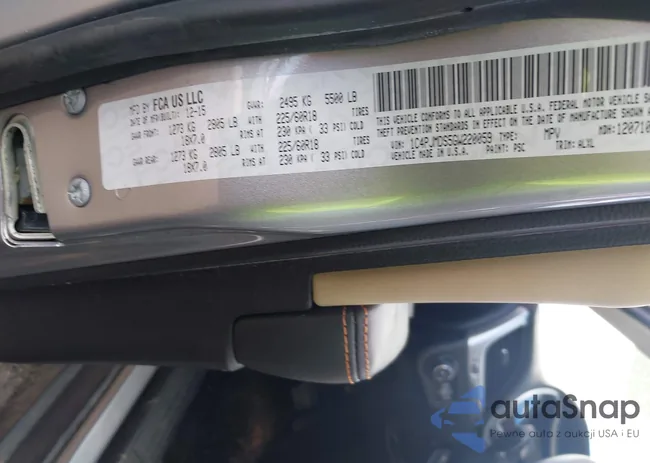 MFD BY FCA US LLC
DATE OF MFR/BUILT: 12-15 GVWR: 2495 KG 5500 LB
GAWR FRONT: 1273 KG 2805 LB WITH 225/60R18 TIRES
18X7.0 RIMS AT 230 KPA ( 33 PSI) COLD
GAWR REAR: 1273 KG 2805 LB WITH 225/60R18 TIRES
18X7.0 RIMS AT 230 KPA ( 33 PSI) COLD
THIS VEHICLE CONFORMS TO ALL APPLICABLE U.S.A. FEDERAL MOTOR VEHICLE
THEFT PREVENTION STANDARDS IN EFFECT ON THE DATE OF MANUFACTURE SHOWN
VIN: TYPE: MPV MDH: 120710
VEHICLE MADE IN U.S.A. PAINT: PSC TRIM: ALXL
autaSnap
Pewne auta z aukcji USA i EU